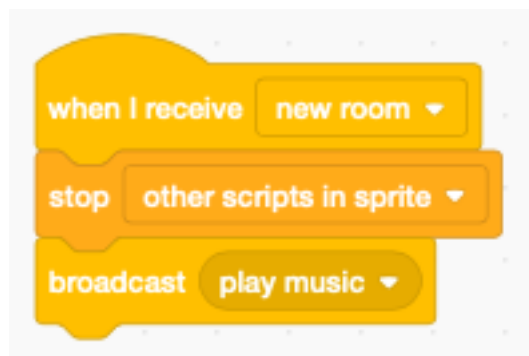 when I receive new room
stop other scripts in sprite
broadcast play music